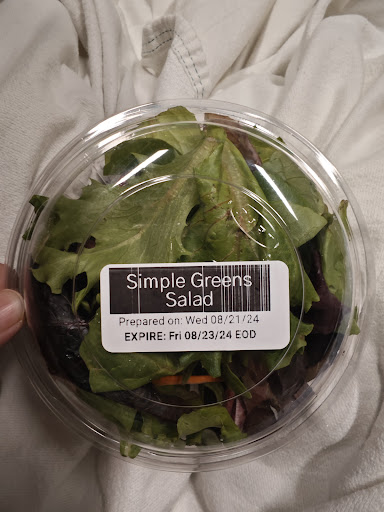 Simple Greens
Salad
Prepared on: Wed 08/21/24
EXPIRE: Fri 08/23/24 EOD